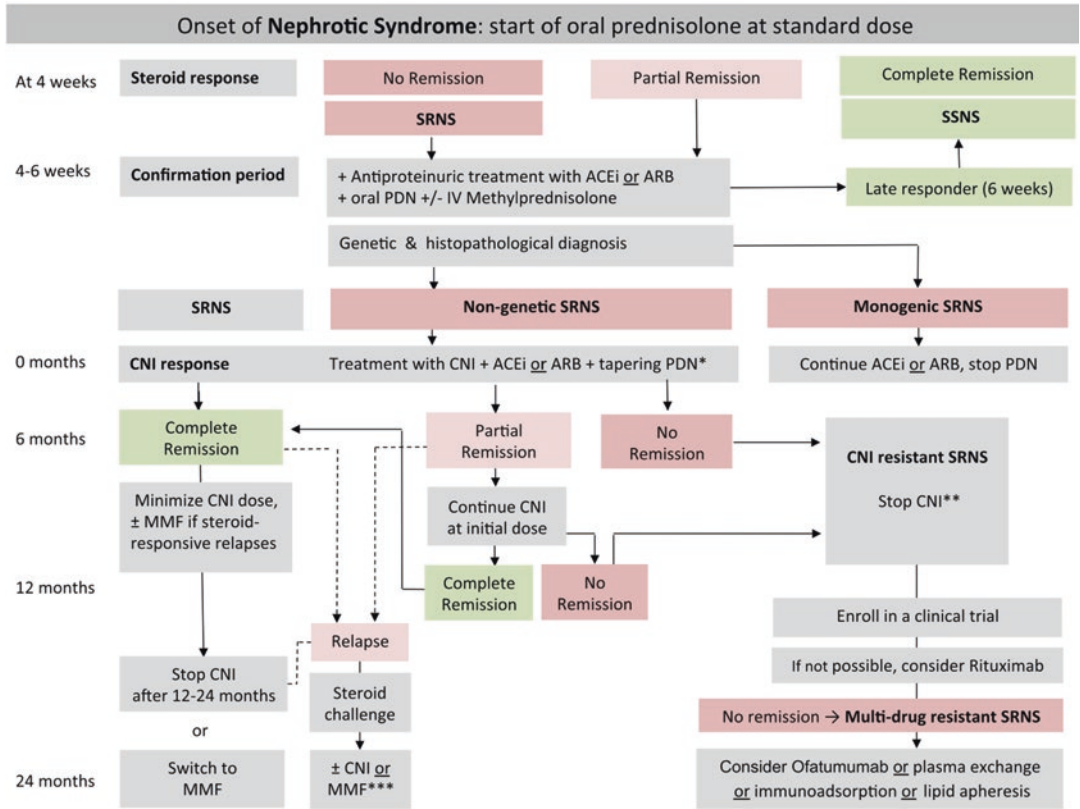 Onset of Nephrotic Syndrome: start of oral prednisolone at standard dose
At 4 weeks
Steroid response
No Remission
Partial Remission
Complete Remission
SRNS
SSNS
4-6 weeks
Confirmation period
+ Antiproteinuric treatment with ACEi or ARB
+ oral PDN +/- IV Methylprednisolone
Late responder (6 weeks)
Genetic & histopathological diagnosis
SRNS
Non-genetic SRNS
Monogenic SRNS
0 months
CNI response
Treatment with CNI + ACEi or ARB + tapering PDN*
Continue ACEi or ARB, stop PDN
6 months
Complete
Remission
Partial
Remission
No
Remission
CNI resistant SRNS
Stop CNI**
Minimize CNI dose,
± MMF if steroid-
responsive relapses
Continue CNI
at initial dose
12 months
Complete
Remission
No
Remission
Enroll in a clinical trial
Relapse
If not possible, consider Rituximab
Stop CNI
after 12-24 months
Steroid
challenge
No remission → Multi-drug resistant SRNS
or
24 months
Switch to
MMF
± CNI or
MMF***
Consider Ofatumumab or plasma exchange
or immunoadsorption or lipid apheresis